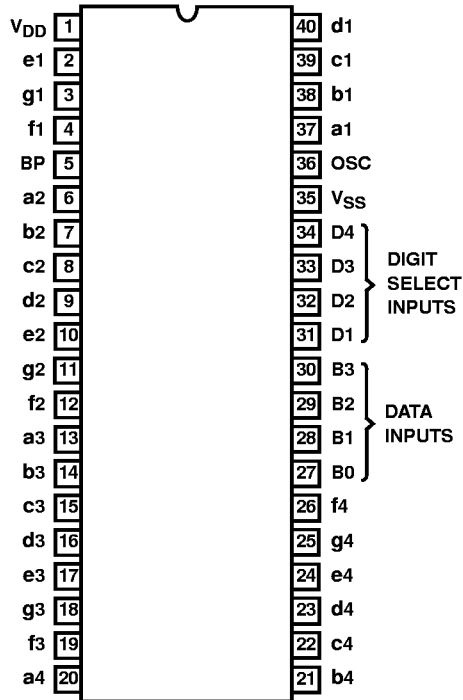 VDD 1 40 d1
e1 2 39 c1
g1 3 38 b1
f1 4 37 a1
BP 5 36 OSC
a2 6 35 VSS
b2 7 34 D4
c2 8 33 D3
d2 9 32 D2
e2 10 31 D1
DIGIT
SELECT
INPUTS
g2 11 30 B3
f2 12 29 B2
a3 13 28 B1
b3 14 27 B0
DATA
INPUTS
c3 15 26 f4
d3 16 25 g4
e3 17 24 e4
g3 18 23 d4
f3 19 22 c4
a4 20 21 b4